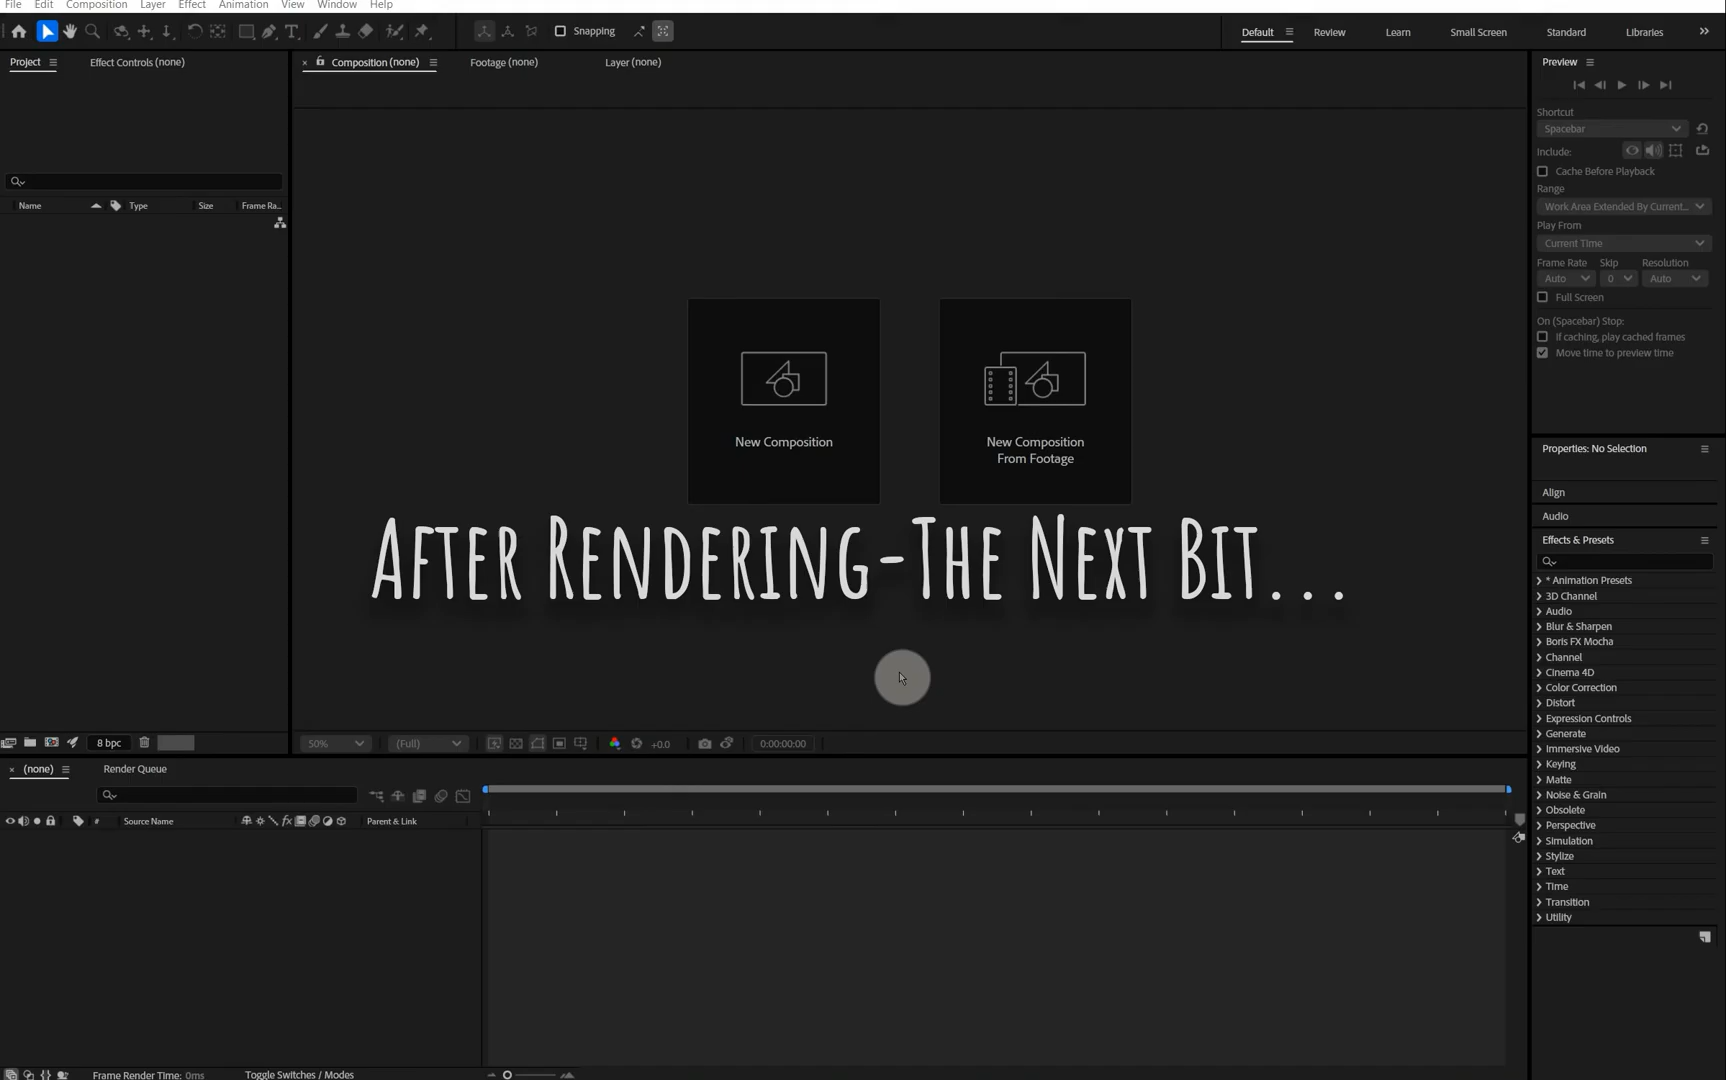 File Edit Composition Layer Effect Animation View Window Help
Snapping
Default Review Learn Small Screen Standard Libraries
Project Effect Controls (none)
Composition (none) Footage (none) Layer (none)
Preview
Shortcut
Spacebar
Include:
Cache Before Playback
Range
Work Area Extended By Current...
Play From
Current Time
Frame Rate Skip Resolution
Auto 0 Auto
Full Screen
On (Spacebar) Stop:
If caching, play cached frames
Move time to preview time
Name Type Size Frame Ra...
New Composition
New Composition
From Footage
After Rendering-The Next Bit...
Properties: No Selection
Align
Audio
Effects & Presets
* Animation Presets
3D Channel
Audio
Blur & Sharpen
Boris FX Mocha
Channel
Cinema 4D
Color Correction
Distort
Expression Controls
Generate
Immersive Video
Keying
Matte
Noise & Grain
Obsolete
Perspective
Simulation
Stylize
Text
Time
Transition
Utility
8 bpc
50% (Full) +0.0 0:00:00:00
(none) Render Queue
# Source Name fx Parent & Link
Frame Render Time: 0ms Toggle Switches / Modes